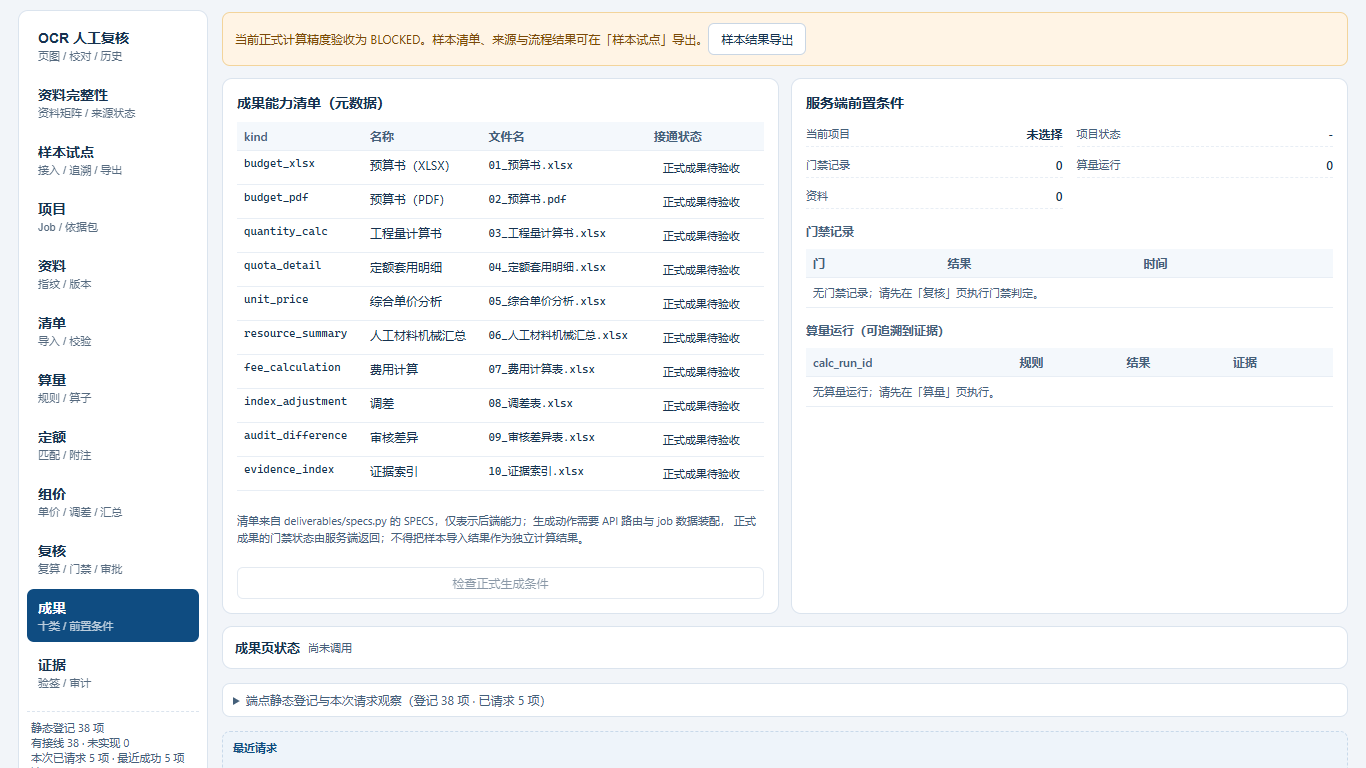 OCR 人工复核
页图 / 校对 / 历史
资料完整性
资料矩阵 / 来源状态
样本试点
接入 / 追溯 / 导出
项目
Job / 依据包
资料
指纹 / 版本
清单
导入 / 校验
算量
规则 / 算子
定额
匹配 / 附注
组价
单价 / 调差 / 汇总
复核
复算 / 门禁 / 审批
成果
十类 / 前置条件
证据
验签 / 审计
静态登记 38 项
有接线 38 · 未实现 0
本次已请求 5 项 · 最近成功 5 项
当前正式计算精度验收为 BLOCKED。样本清单、来源与流程结果可在「样本试点」导出。 样本结果导出
成果能力清单（元数据）
kind 名称 文件名 接通状态
budget_xlsx 预算书（XLSX） 01_预算书.xlsx 正式成果待验收
budget_pdf 预算书（PDF） 02_预算书.pdf 正式成果待验收
quantity_calc 工程量计算书 03_工程量计算书.xlsx 正式成果待验收
quota_detail 定额套用明细 04_定额套用明细.xlsx 正式成果待验收
unit_price 综合单价分析 05_综合单价分析.xlsx 正式成果待验收
resource_summary 人工材料机械汇总 06_人工材料机械汇总.xlsx 正式成果待验收
fee_calculation 费用计算 07_费用计算表.xlsx 正式成果待验收
index_adjustment 调差 08_调差表.xlsx 正式成果待验收
audit_difference 审核差异 09_审核差异表.xlsx 正式成果待验收
evidence_index 证据索引 10_证据索引.xlsx 正式成果待验收
清单来自 deliverables/specs.py 的 SPECS，仅表示后端能力；生成动作需要 API 路由与 job 数据装配， 正式
成果的门禁状态由服务端返回；不得把样本导入结果作为独立计算结果。
检查正式生成条件
服务端前置条件
当前项目 未选择 项目状态 -
门禁记录 0 算量运行 0
资料 0
门禁记录
门 结果 时间
无门禁记录；请先在「复核」页执行门禁判定。
算量运行（可追溯到证据）
calc_run_id 规则 结果 证据
无算量运行；请先在「算量」页执行。
成果页状态 尚未调用
▶ 端点静态登记与本次请求观察（登记 38 项 · 已请求 5 项）
最近请求